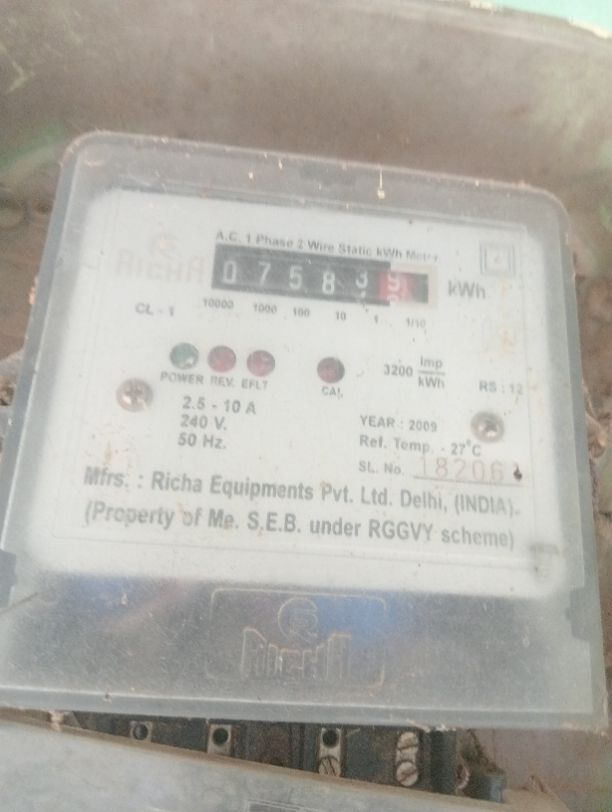 A.C. 1 Phase 2 Wire Static kWh Meter
RICHA
0 7 5 8 3 9 kWh
CL - 1
10000 1000 100 10 1 1/10
POWER REV. EFLT
CAL
3200 Imp/kWh
RS : 12
2.5 - 10 A
240 V.
50 Hz.
YEAR : 2009
Ref. Temp. - 27°C
SL. No.
Mfrs. : Richa Equipments Pvt. Ltd. Delhi, (INDIA).
(Property of Me. S.E.B. under RGGVY scheme)
RICHA